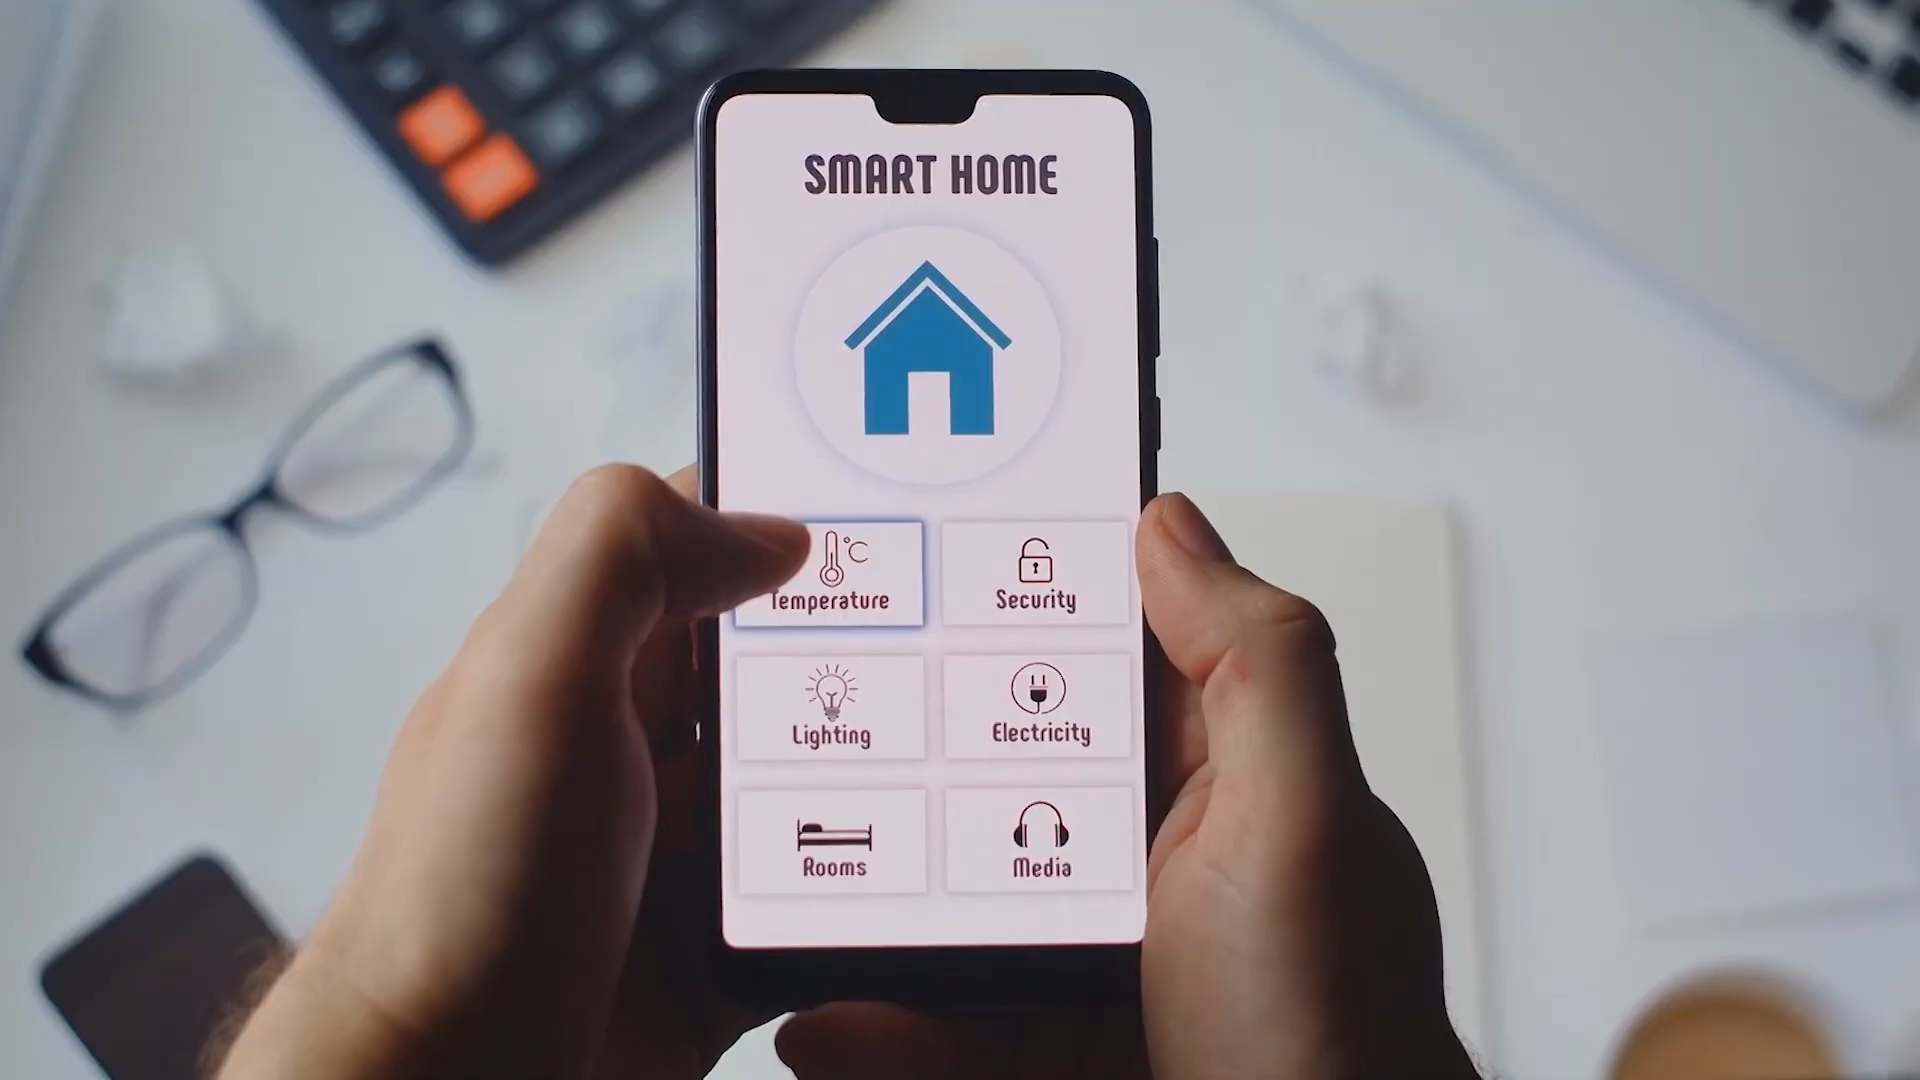 SMART HOME
°C
Temperature
Security
Lighting
Electricity
Rooms
Media